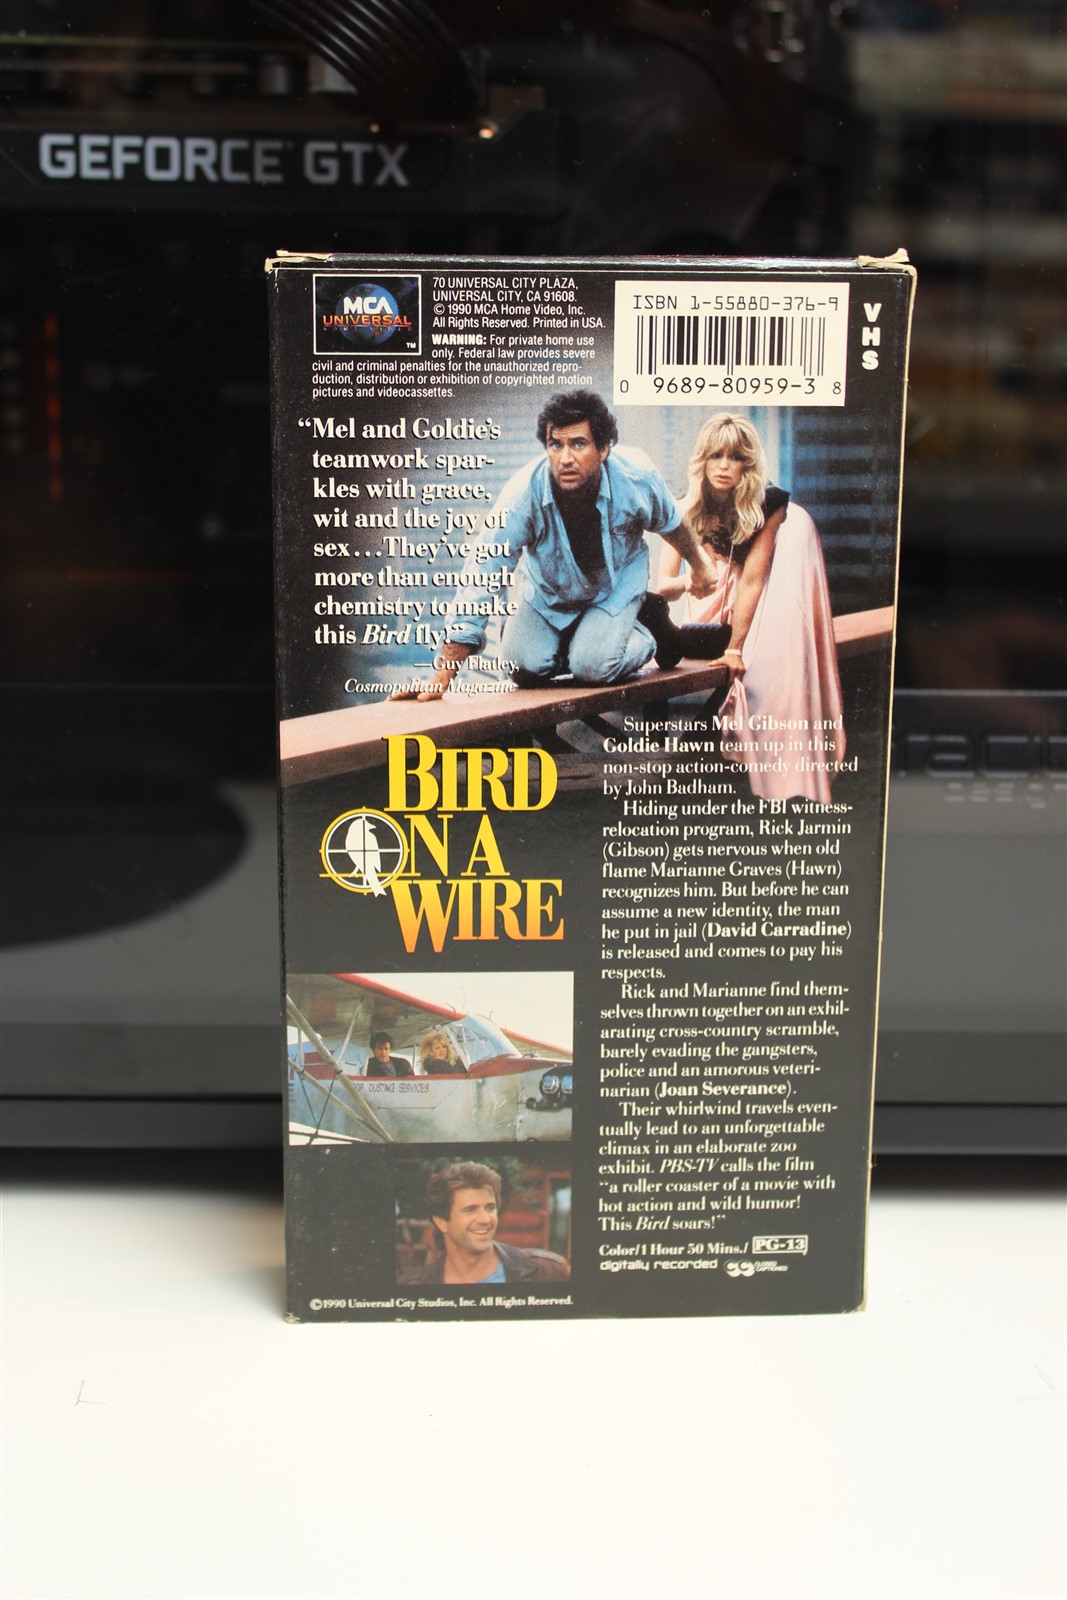 GEFORCE GTX
MCA
UNIVERSAL
HOME VIDEO
TM
70 UNIVERSAL CITY PLAZA,
UNIVERSAL CITY, CA 91608.
© 1990 MCA Home Video, Inc.
All Rights Reserved. Printed in USA.
WARNING: For private home use
only. Federal law provides severe
civil and criminal penalties for the unauthorized repro-
duction, distribution or exhibition of copyrighted motion
pictures and videocassettes.
ISBN 1-55880-376-9
0 9689-80959-3 8
VHS
“Mel and Goldie's
teamwork spar-
kles with grace,
wit and the joy of
sex...They've got
more than enough
chemistry to make
this Bird fly!”
—Guy Flatley,
Cosmopolitan Magazine
BIRD
ON A
WIRE
Superstars Mel Gibson and
Goldie Hawn team up in this
non-stop action-comedy directed
by John Badham.
Hiding under the FBI witness-
relocation program, Rick Jarmin
(Gibson) gets nervous when old
flame Marianne Graves (Hawn)
recognizes him. But before he can
assume a new identity, the man
he put in jail (David Carradine)
is released and comes to pay his
respects.
Rick and Marianne find them-
selves thrown together on an exhil-
arating cross-country scramble,
barely evading the gangsters,
police and an amorous veteri-
narian (Joan Severance).
Their whirlwind travels even-
tually lead to an unforgettable
climax in an elaborate zoo
exhibit. PBS-TV calls the film
“a roller coaster of a movie with
hot action and wild humor!
This Bird soars!”
Color/1 Hour 50 Mins./ PG-13
digitally recorded CC CLOSED CAPTIONED
OP DUSTING SERVICES
©1990 Universal City Studios, Inc. All Rights Reserved.